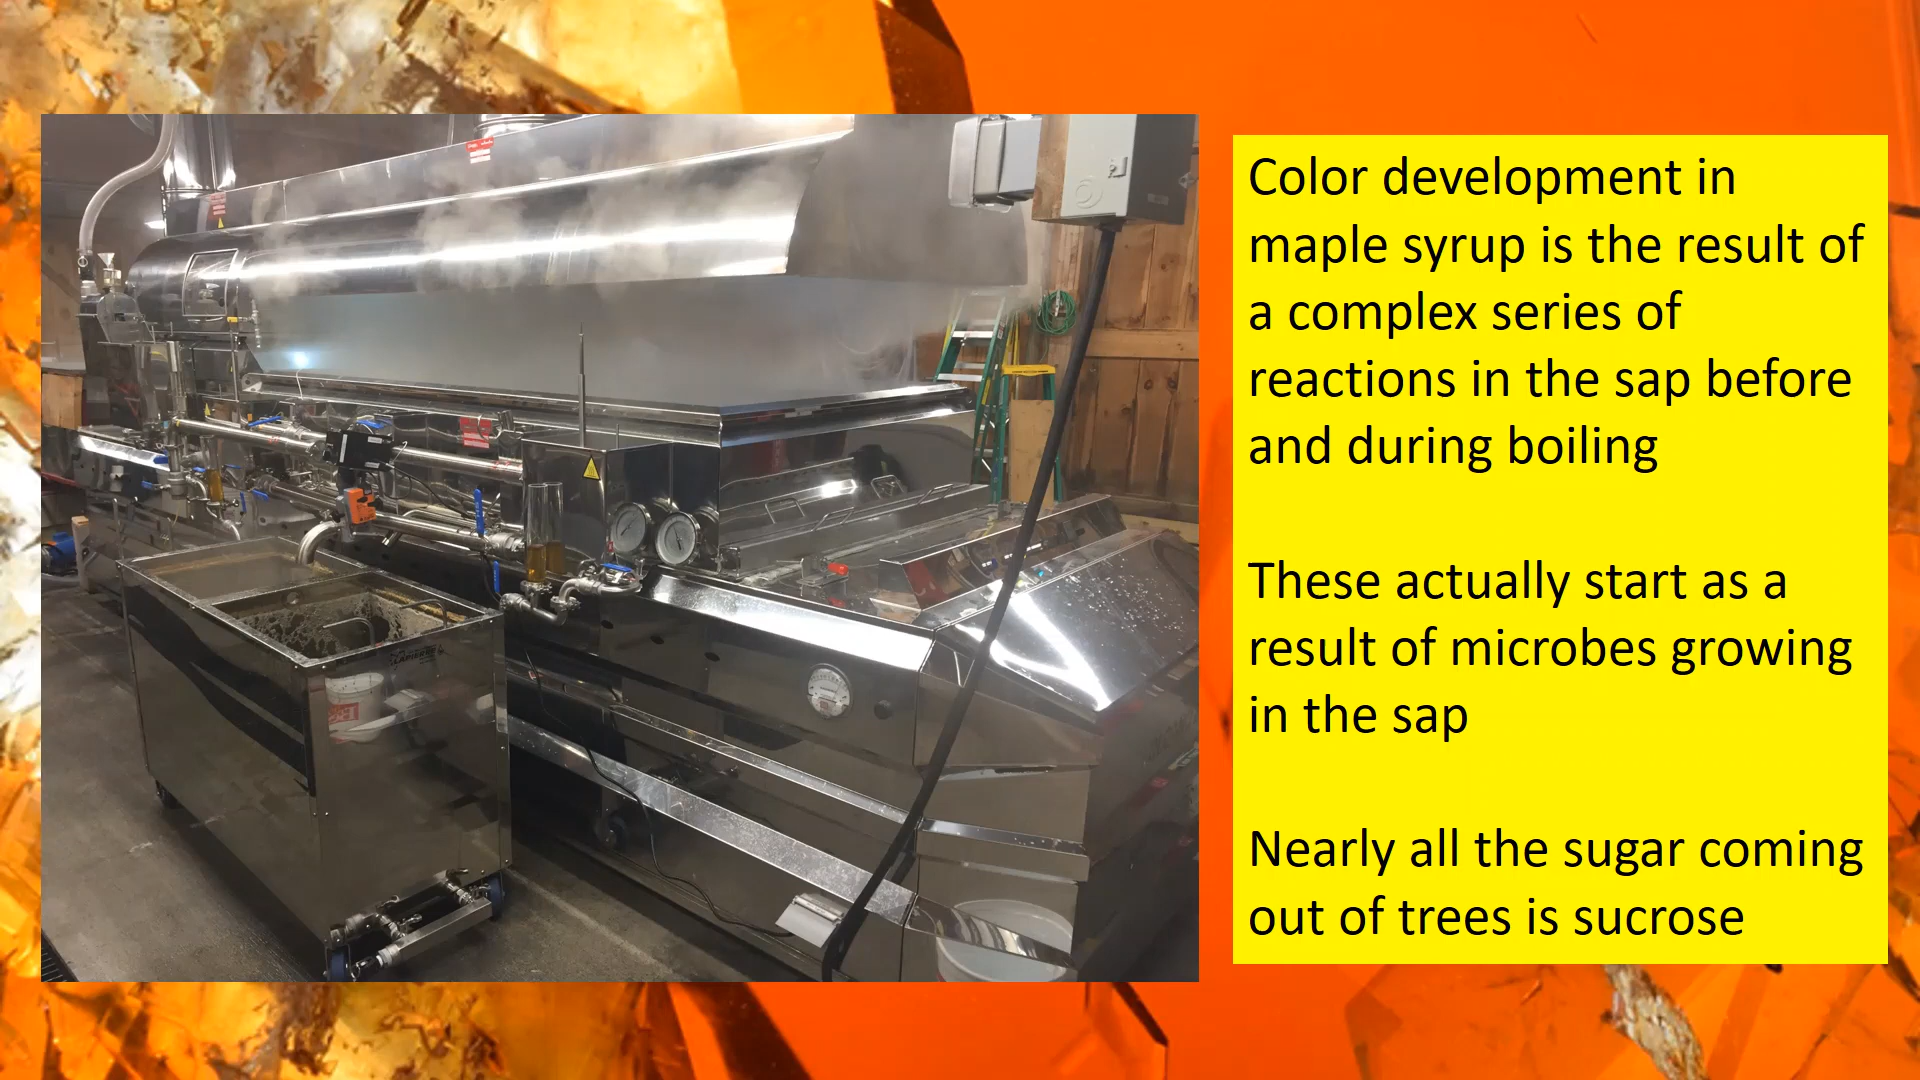 Color development in
maple syrup is the result of
a complex series of
reactions in the sap before
and during boiling
These actually start as a
result of microbes growing
in the sap
Nearly all the sugar coming
out of trees is sucrose